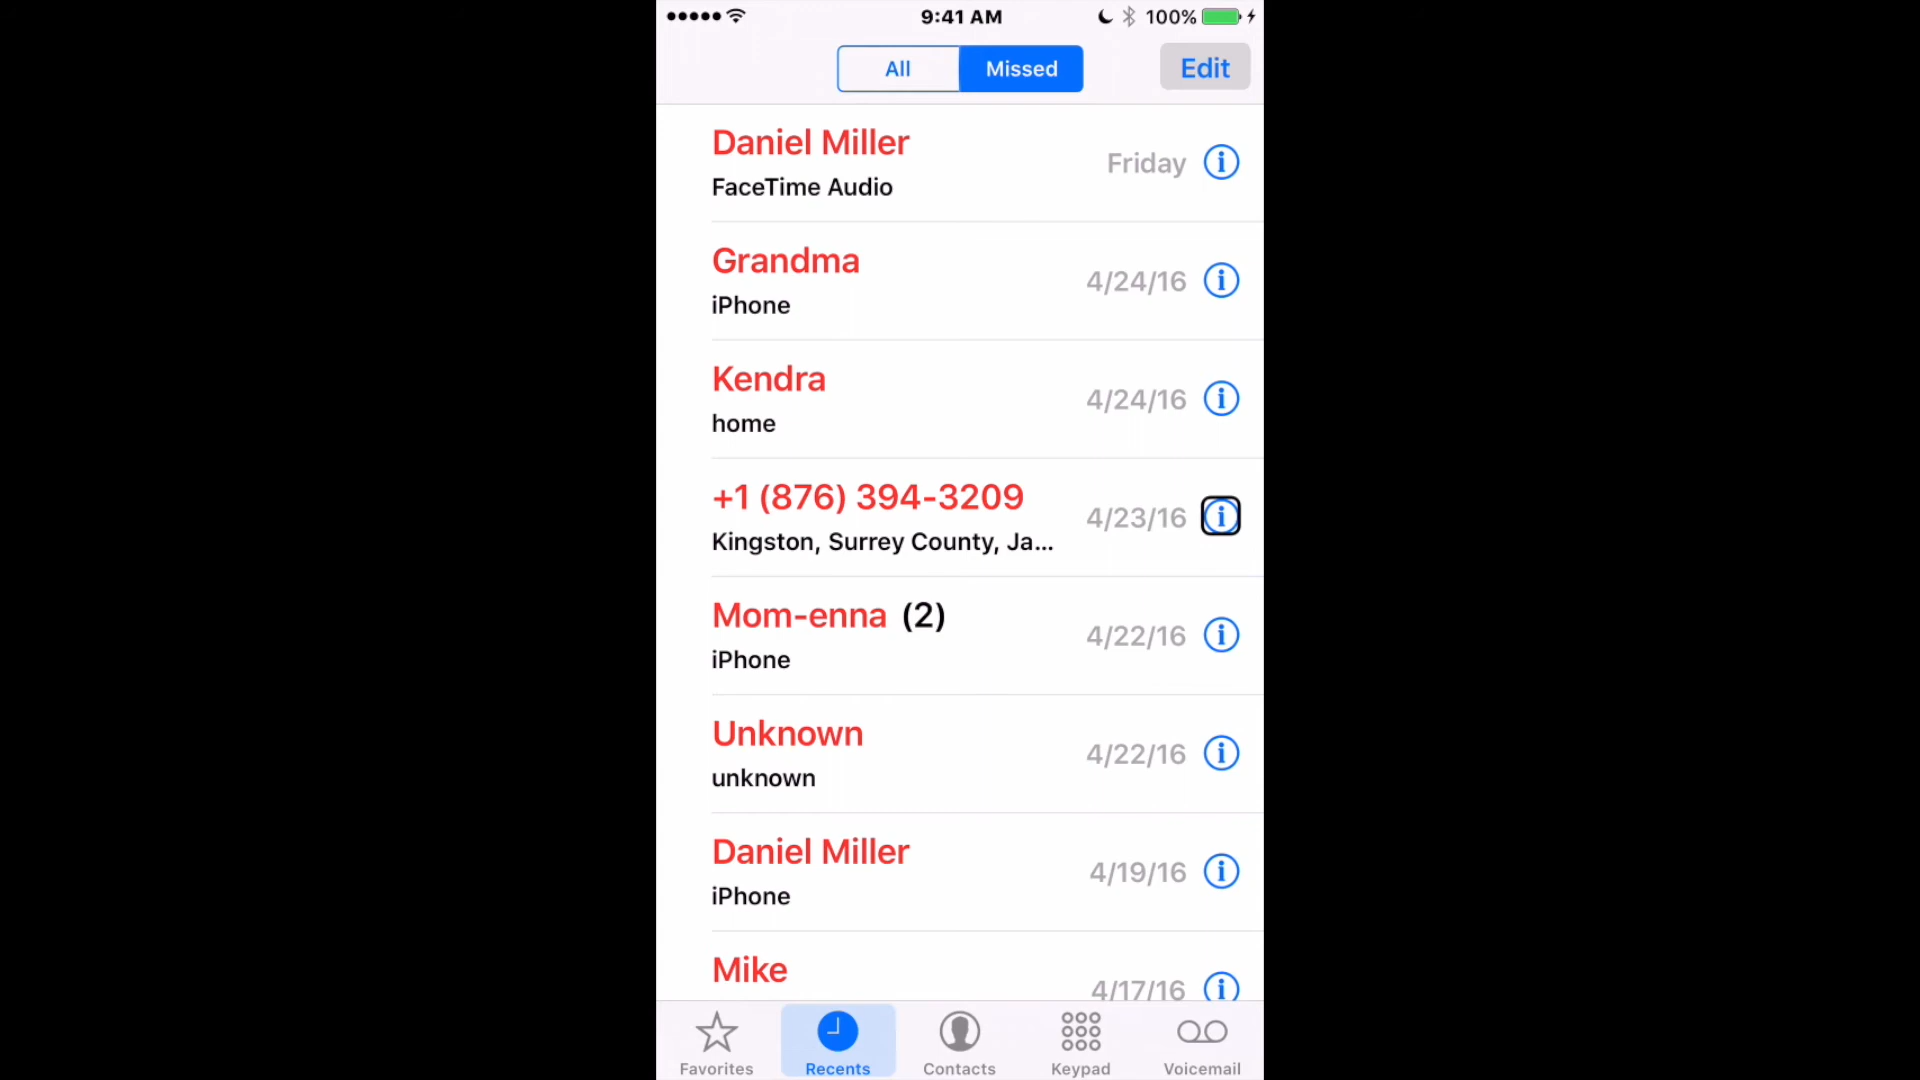 9:41 AM
100%
All
Missed
Edit
Daniel Miller
FaceTime Audio
Friday
Grandma
iPhone
4/24/16
Kendra
home
4/24/16
+1 (876) 394-3209
Kingston, Surrey County, Ja...
4/23/16
Mom-enna (2)
iPhone
4/22/16
Unknown
unknown
4/22/16
Daniel Miller
iPhone
4/19/16
Mike
4/17/16
Favorites
Recents
Contacts
Keypad
Voicemail